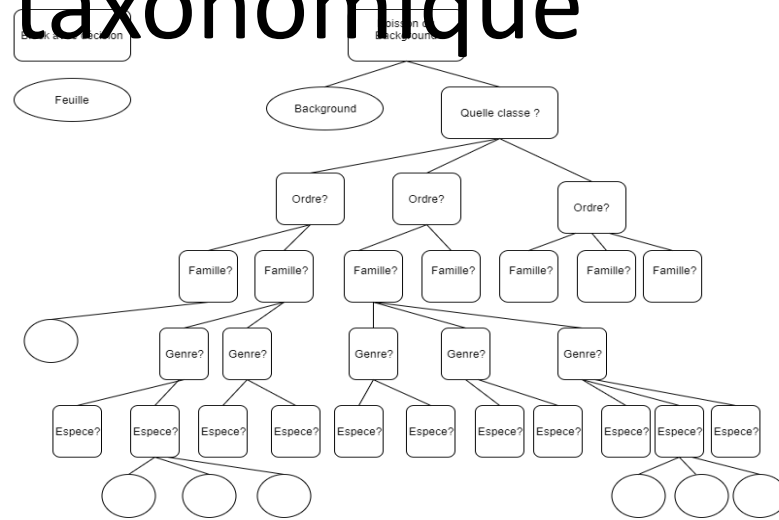 taxonomique
Background
Feuille
Background
Quelle classe ?
Ordre?
Ordre?
Ordre?
Famille?
Famille?
Famille?
Famille?
Famille?
Famille?
Famille?
Genre?
Genre?
Genre?
Genre?
Genre?
Espece?
Espece?
Espece?
Espece?
Espece?
Espece?
Espece?
Espece?
Espece?
Espece?
Espece?